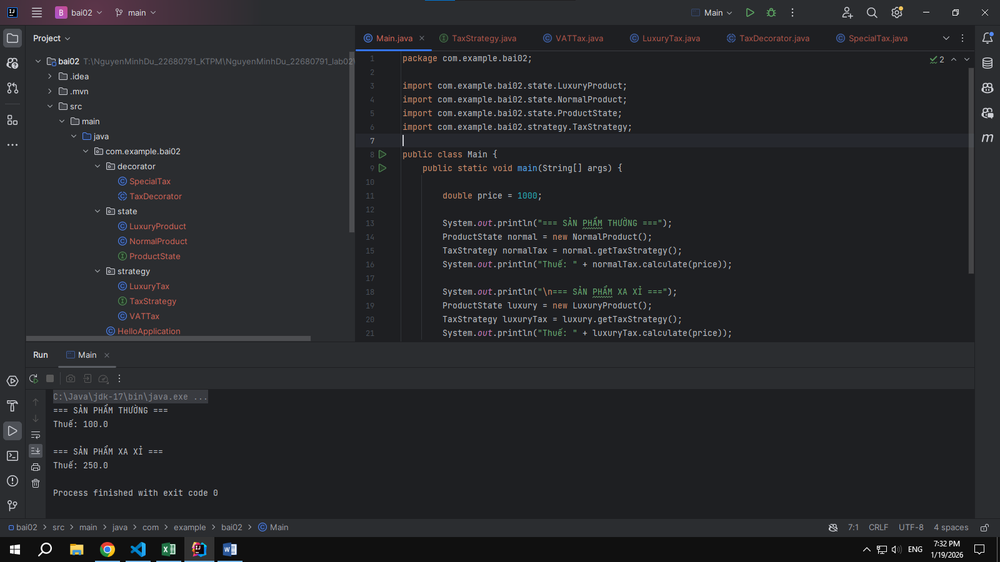 B bai02 main Main
Project
Main.java TaxStrategy.java VATTax.java LuxuryTax.java TaxDecorator.java SpecialTax.java
bai02 T:\NguyenMinhDu_22680791_KTPM\NguyenMinhDu_22680791_lab02\
.idea
.mvn
src
main
java
com.example.bai02
decorator
SpecialTax
TaxDecorator
state
LuxuryProduct
NormalProduct
ProductState
strategy
LuxuryTax
TaxStrategy
VATTax
HelloApplication
2
1 package com.example.bai02;
2
3 import com.example.bai02.state.LuxuryProduct;
4 import com.example.bai02.state.NormalProduct;
5 import com.example.bai02.state.ProductState;
6 import com.example.bai02.strategy.TaxStrategy;
7
8 public class Main {
9 public static void main(String[] args) {
10
11 double price = 1000;
12
13 System.out.println("=== SẢN PHẨM THƯỜNG ===");
14 ProductState normal = new NormalProduct();
15 TaxStrategy normalTax = normal.getTaxStrategy();
16 System.out.println("Thuế: " + normalTax.calculate(price));
17
18 System.out.println("\n=== SẢN PHẨM XA XỈ ===");
19 ProductState luxury = new LuxuryProduct();
20 TaxStrategy luxuryTax = luxury.getTaxStrategy();
21 System.out.println("Thuế: " + luxuryTax.calculate(price));
Run Main
C:\Java\jdk-17\bin\java.exe ...
=== SẢN PHẨM THƯỜNG ===
Thuế: 100.0
=== SẢN PHẨM XA XỈ ===
Thuế: 250.0
Process finished with exit code 0
bai02 > src > main > java > com > example > bai02 > Main 7:1 CRLF UTF-8 4 spaces
ENG 7:32 PM
1/19/2026